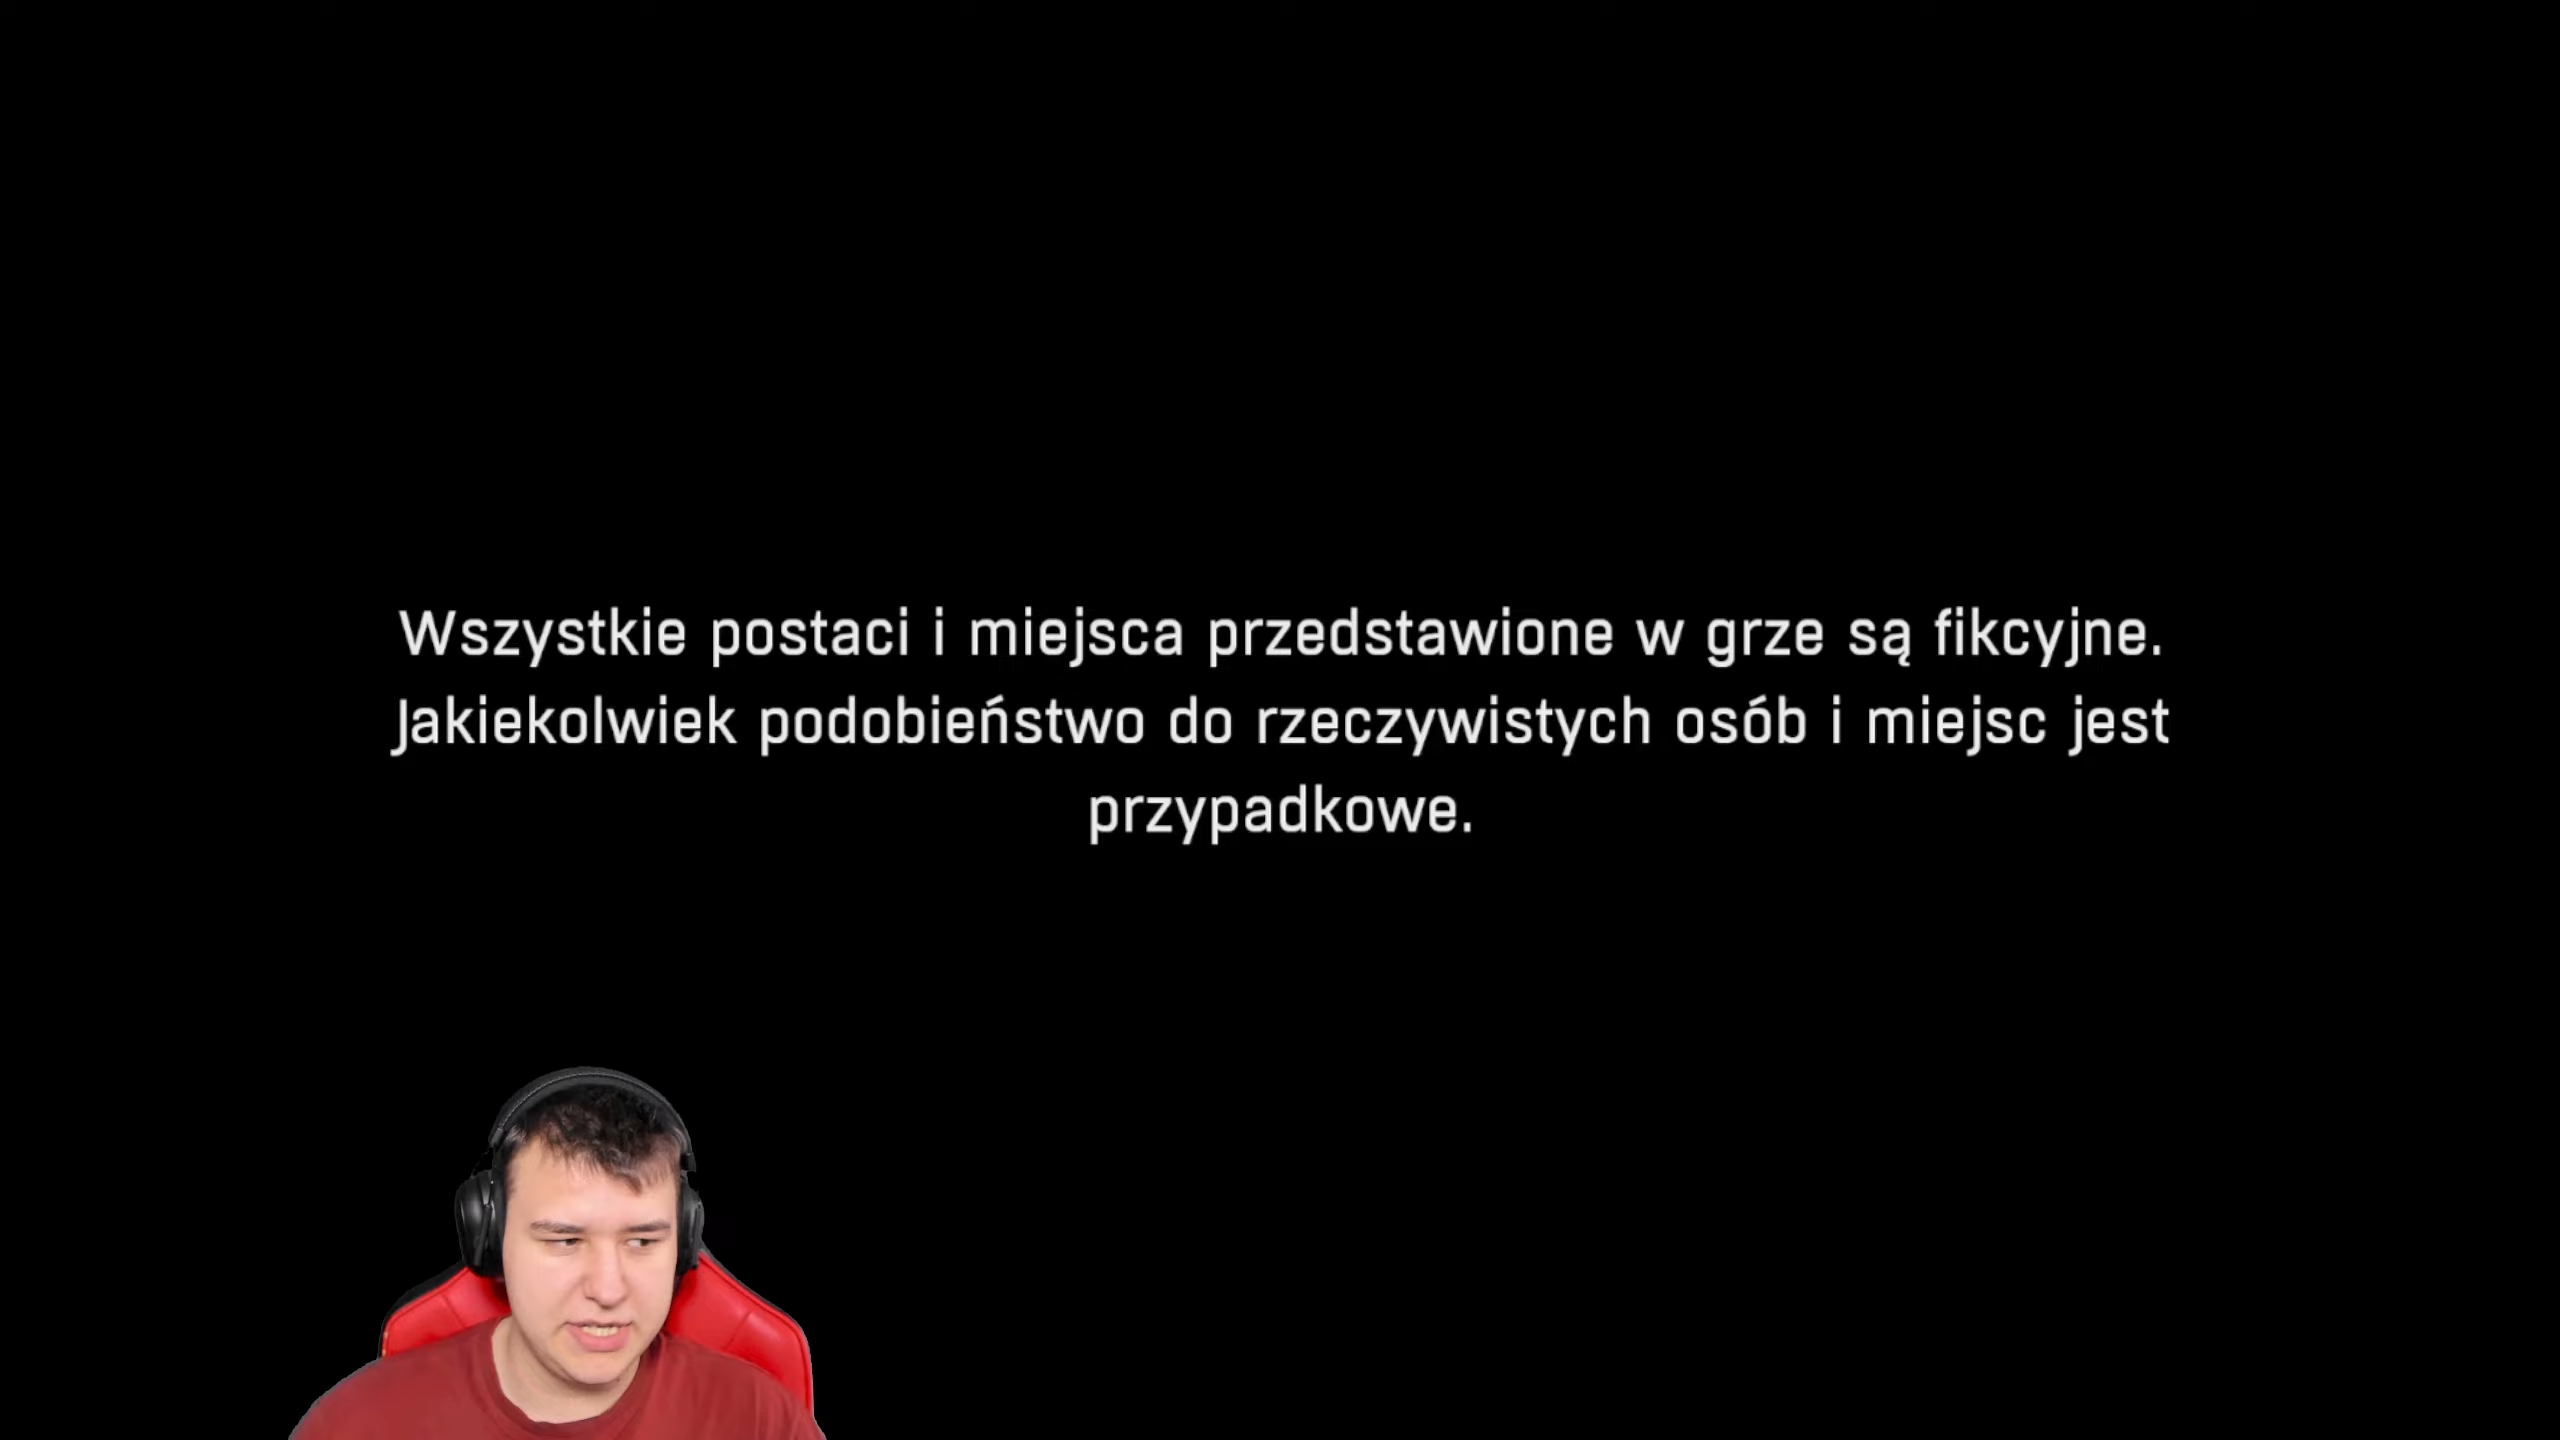 Wszystkie postaci i miejsca przedstawione w grze są fikcyjne.
Jakiekolwiek podobieństwo do rzeczywistych osób i miejsc jest
przypadkowe.